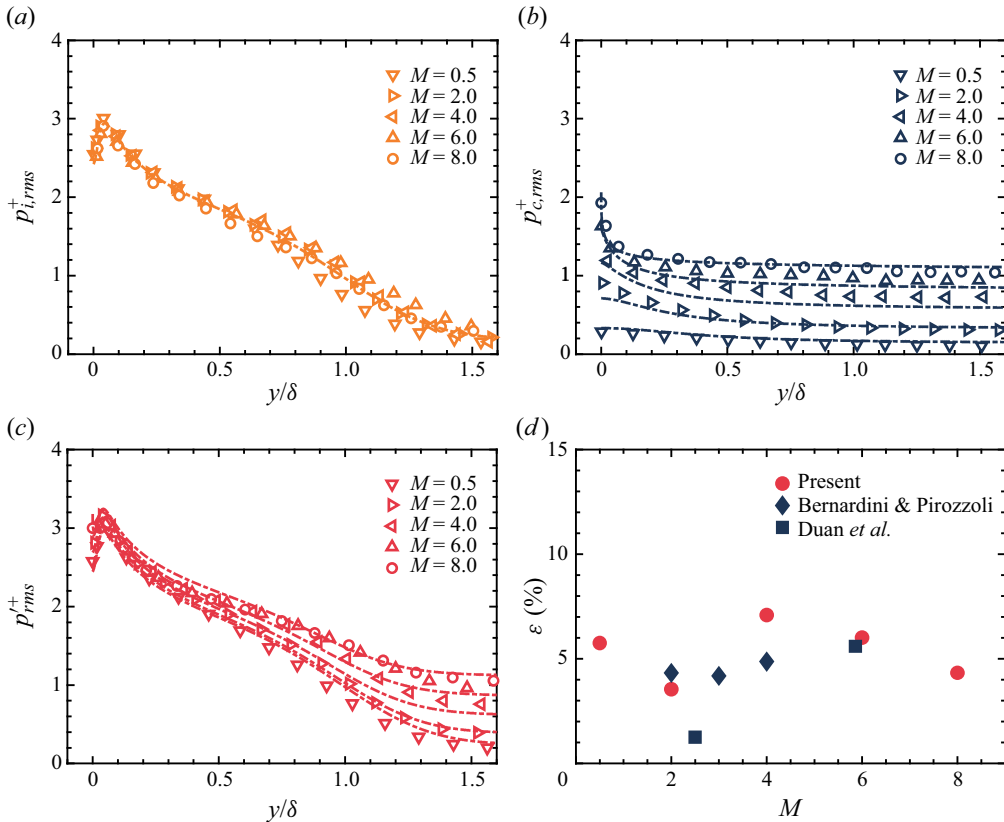 (a)
4
3
2
1
0
p⁺i,rms
M = 0.5
M = 2.0
M = 4.0
M = 6.0
M = 8.0
0 0.5 1.0 1.5
y/δ
(b)
4
3
2
1
0
p⁺c,rms
M = 0.5
M = 2.0
M = 4.0
M = 6.0
M = 8.0
0 0.5 1.0 1.5
y/δ
(c)
4
3
2
1
0
p′⁺rms
M = 0.5
M = 2.0
M = 4.0
M = 6.0
M = 8.0
0 0.5 1.0 1.5
y/δ
(d)
15
10
5
0
ε (%)
Present
Bernardini & Pirozzoli
Duan et al.
2 4 6 8
M